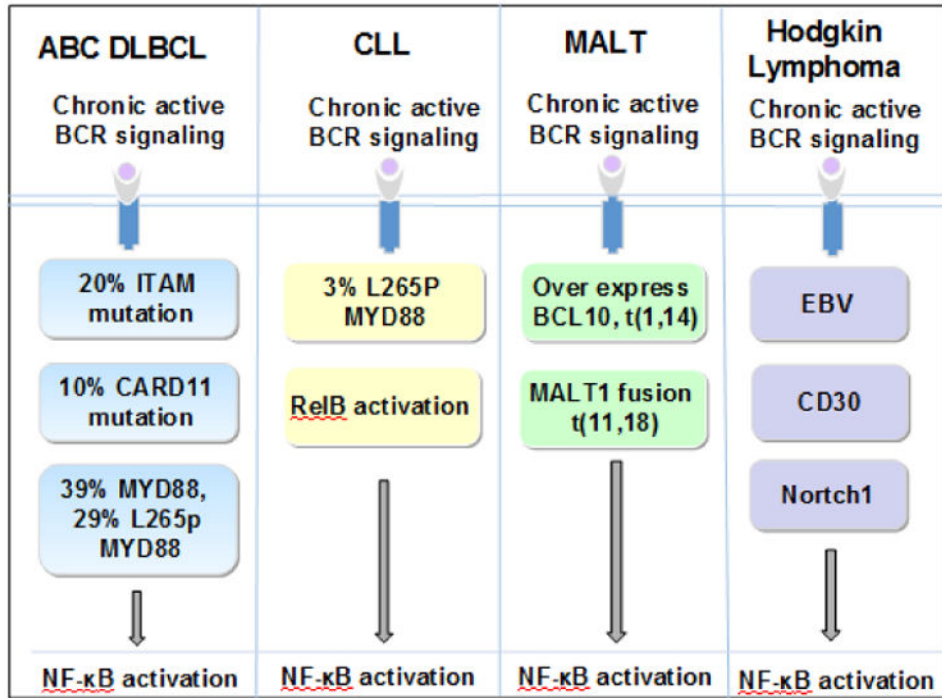 ABC DLBCL
Chronic active
BCR signaling
20% ITAM
mutation
10% CARD11
mutation
39% MYD88,
29% L265p
MYD88
NF-κB activation
CLL
Chronic active
BCR signaling
3% L265P
MYD88
RelB activation
NF-κB activation
MALT
Chronic active
BCR signaling
Over express
BCL10, t(1,14)
MALT1 fusion
t(11,18)
NF-κB activation
Hodgkin
Lymphoma
Chronic active
BCR signaling
EBV
CD30
Nortch1
NF-κB activation